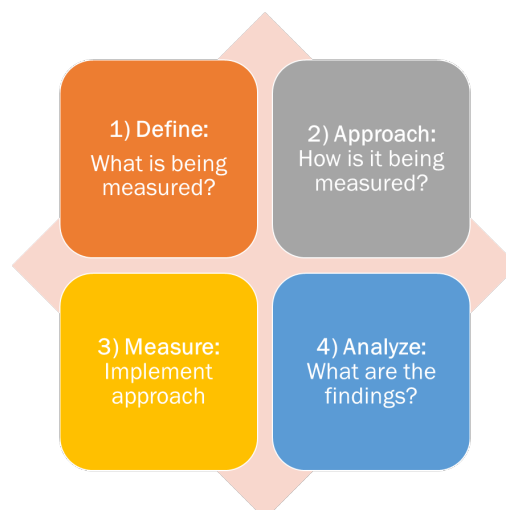 1) Define:
What is being
measured?
2) Approach:
How is it being
measured?
3) Measure:
Implement
approach
4) Analyze:
What are the
findings?